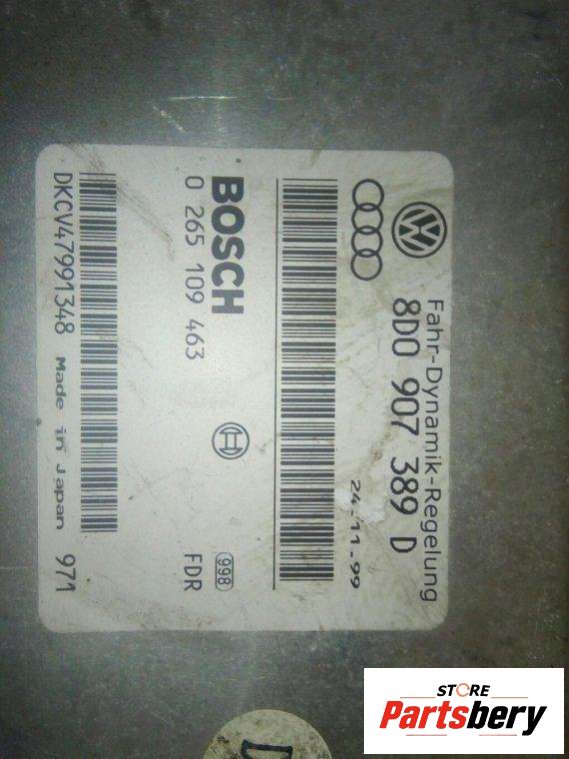 Fahr-Dynamik-Regelung
8D0 907 389 D
24.11.99
BOSCH
0 265 109 463
998
FDR
DKCV47991348 Made in Japan 971
D
STORE
Partsbery